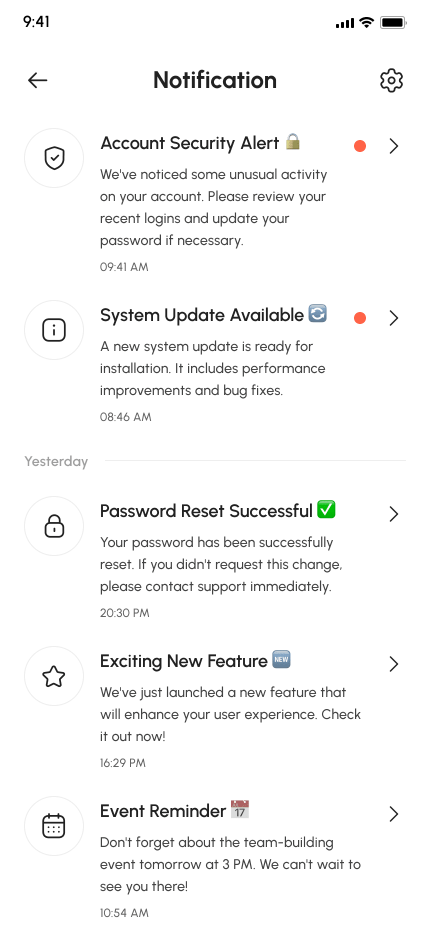 9:41
Notification
Account Security Alert 🔒
We've noticed some unusual activity
on your account. Please review your
recent logins and update your
password if necessary.
09:41 AM
System Update Available 🔄
A new system update is ready for
installation. It includes performance
improvements and bug fixes.
08:46 AM
Yesterday
Password Reset Successful ✅
Your password has been successfully
reset. If you didn't request this change,
please contact support immediately.
20:30 PM
Exciting New Feature 🆕
We've just launched a new feature that
will enhance your user experience. Check
it out now!
16:29 PM
Event Reminder 📅
Don't forget about the team-building
event tomorrow at 3 PM. We can't wait to
see you there!
10:54 AM